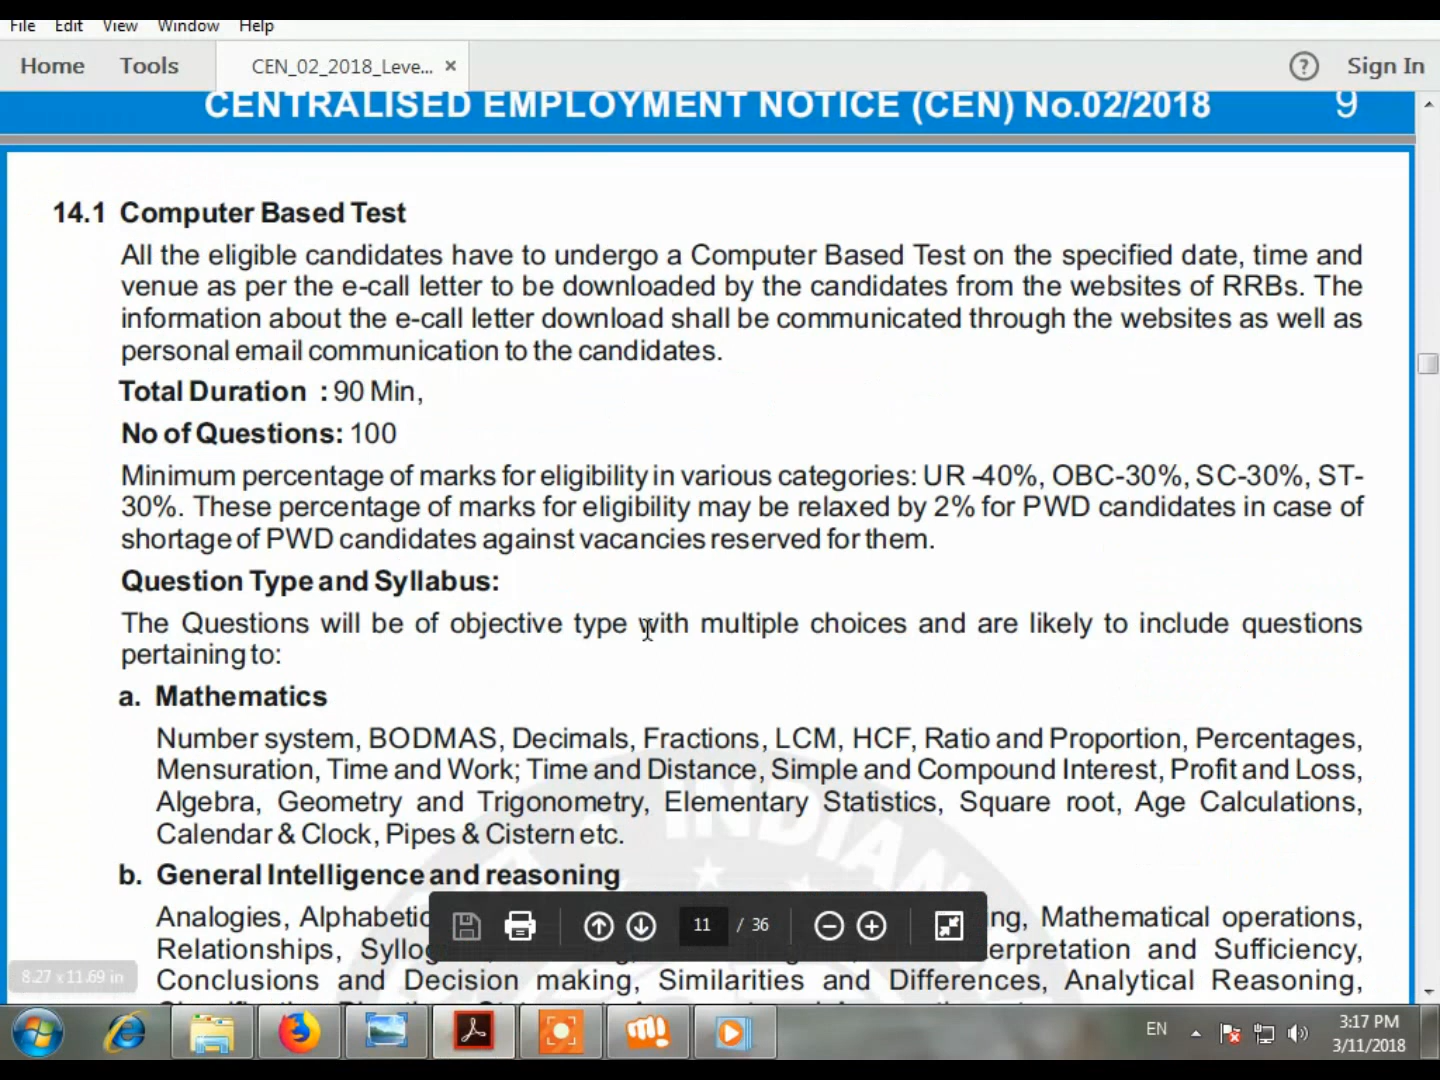 File Edit View Window Help
Home Tools CEN_02_2018_Leve... × ? Sign In
CENTRALISED EMPLOYMENT NOTICE (CEN) No.02/2018 9
14.1 Computer Based Test
All the eligible candidates have to undergo a Computer Based Test on the specified date, time and
venue as per the e-call letter to be downloaded by the candidates from the websites of RRBs. The
information about the e-call letter download shall be communicated through the websites as well as
personal email communication to the candidates.
Total Duration : 90 Min,
No of Questions: 100
Minimum percentage of marks for eligibility in various categories: UR -40%, OBC-30%, SC-30%, ST-
30%. These percentage of marks for eligibility may be relaxed by 2% for PWD candidates in case of
shortage of PWD candidates against vacancies reserved for them.
Question Type and Syllabus:
The Questions will be of objective type with multiple choices and are likely to include questions
pertaining to:
a. Mathematics
Number system, BODMAS, Decimals, Fractions, LCM, HCF, Ratio and Proportion, Percentages,
Mensuration, Time and Work; Time and Distance, Simple and Compound Interest, Profit and Loss,
Algebra, Geometry and Trigonometry, Elementary Statistics, Square root, Age Calculations,
Calendar & Clock, Pipes & Cistern etc.
INDIAN
b. General Intelligence and reasoning
Analogies, Mathematical operations,
Relationships, and Sufficiency,
11 / 36
8.27 x 11.69 in
Conclusions and Decision making, Similarities and Differences, Analytical Reasoning,
EN 3:17 PM
3/11/2018